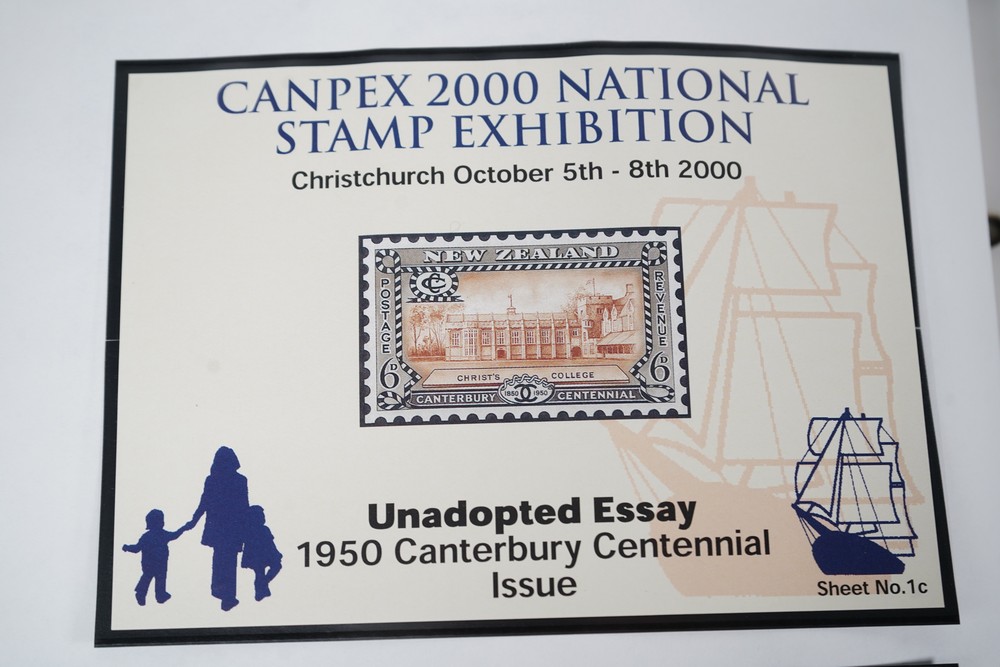 CANPEX 2000 NATIONAL
STAMP EXHIBITION
Christchurch October 5th - 8th 2000
NEW ZEALAND
CC
POSTAGE
REVENUE
6D
6D
CHRIST'S COLLEGE
CANTERBURY 1850 1950 CENTENNIAL
Unadopted Essay
1950 Canterbury Centennial
Issue
Sheet No.1c